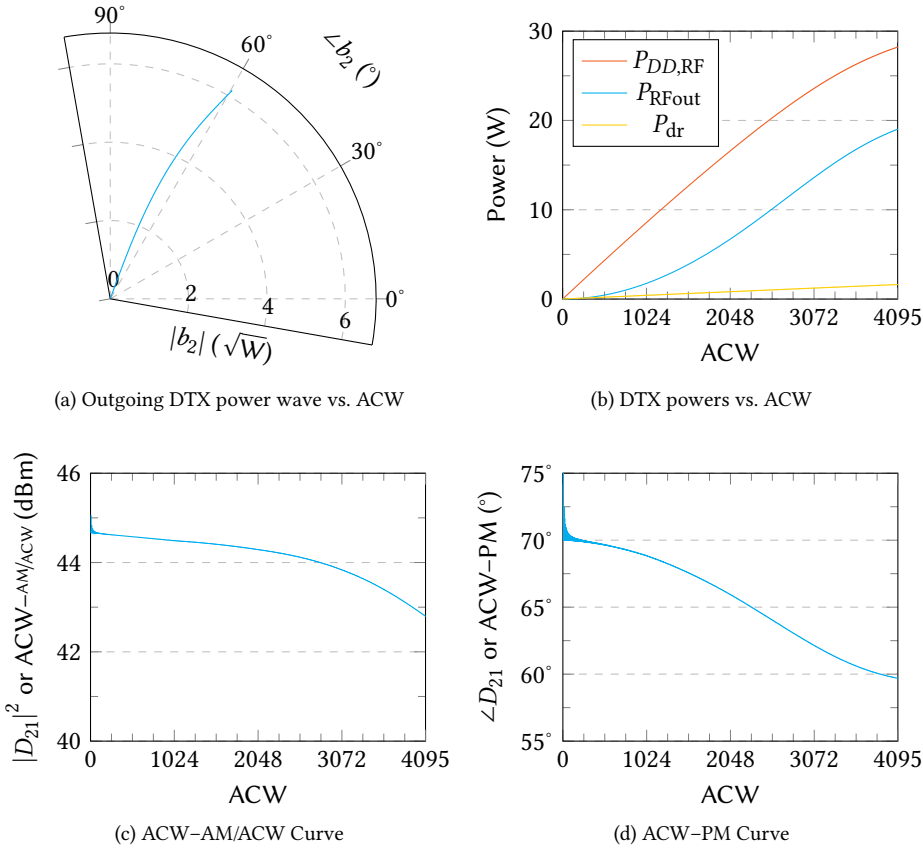 90°
60°
∠b2 (°)
30°
0
2
4
6
0°
|b2| (√W)
(a) Outgoing DTX power wave vs. ACW
30
20
10
0
Power (W)
PDD,RF
PRFout
Pdr
0 1024 2048 3072 4095
ACW
(b) DTX powers vs. ACW
46
44
42
40
|D21|² or ACW–AM/ACW (dBm)
0 1024 2048 3072 4095
ACW
(c) ACW–AM/ACW Curve
75°
70°
65°
60°
55°
∠D21 or ACW–PM (°)
0 1024 2048 3072 4095
ACW
(d) ACW–PM Curve